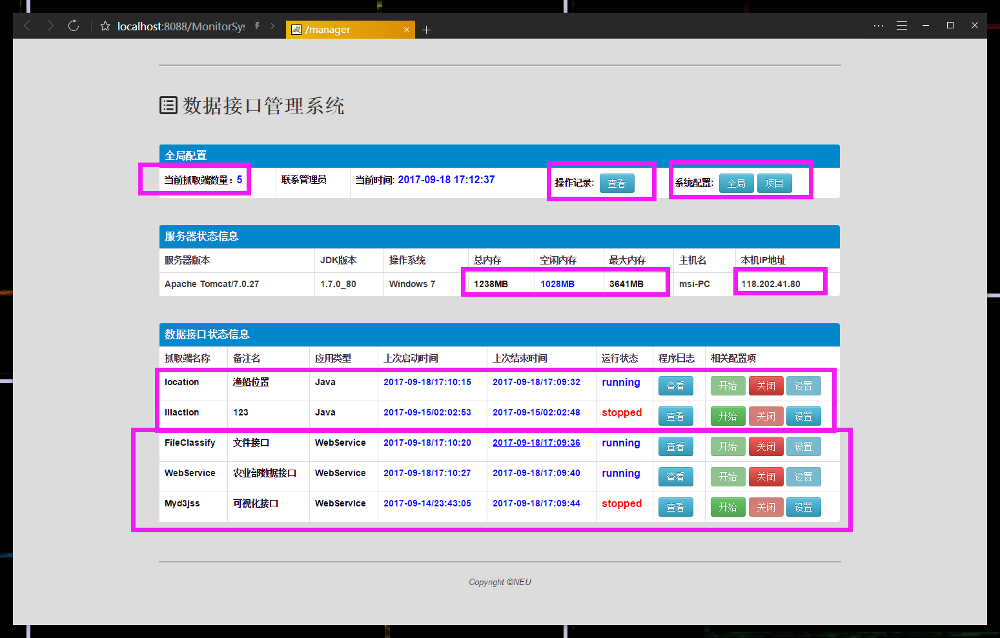 localhost:8088/MonitorSys
/manager
数据接口管理系统
全局配置
当前抓取端数量：5 联系管理员 当前时间: 2017-09-18 17:12:37 操作记录: 查看 系统配置: 全局 项目
服务器状态信息
服务器版本 JDK版本 操作系统 总内存 空闲内存 最大内存 主机名 本机IP地址
Apache Tomcat/7.0.27 1.7.0_80 Windows 7 1238MB 1028MB 3641MB msi-PC 118.202.41.80
数据接口状态信息
抓取端名称 备注名 应用类型 上次启动时间 上次结束时间 运行状态 程序日志 相关配置项
location 渔船位置 Java 2017-09-18/17:10:15 2017-09-18/17:09:32 running 查看 开始 关闭 设置
Illaction 123 Java 2017-09-15/02:02:53 2017-09-15/02:02:48 stopped 查看 开始 关闭 设置
FileClassify 文件接口 WebService 2017-09-18/17:10:20 2017-09-18/17:09:36 running 查看 开始 关闭 设置
WebService 农业部数据接口 WebService 2017-09-18/17:10:27 2017-09-18/17:09:40 running 查看 开始 关闭 设置
Myd3jss 可视化接口 WebService 2017-09-14/23:43:05 2017-09-18/17:09:44 stopped 查看 开始 关闭 设置
Copyright ©NEU